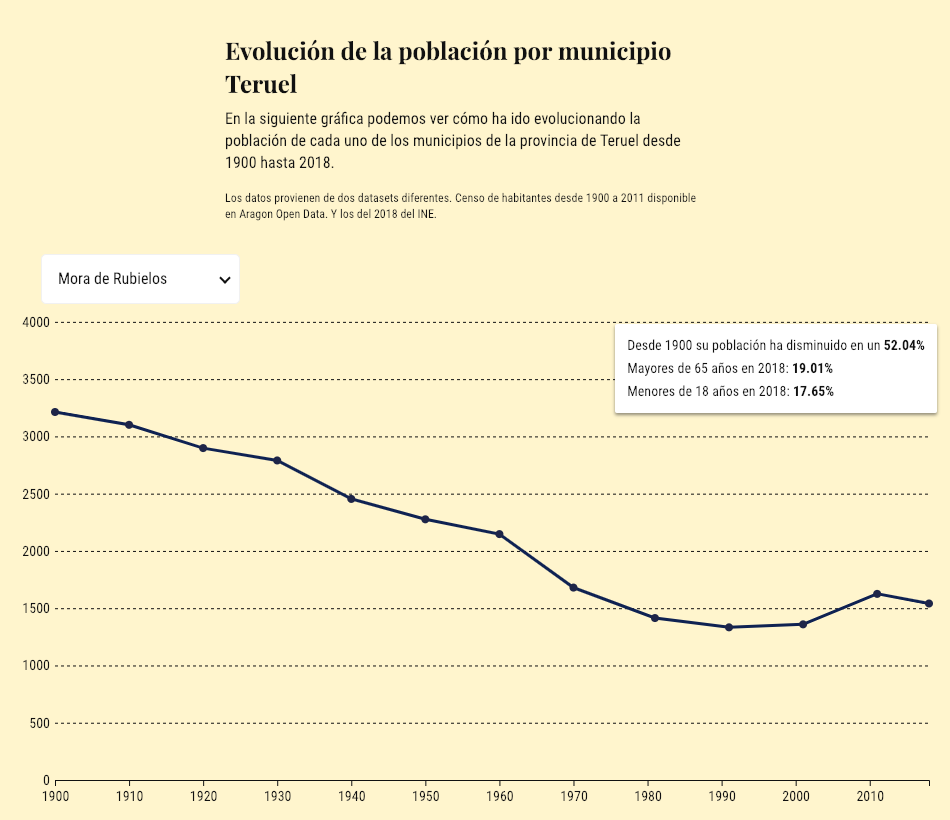 Evolución de la población por municipio
Teruel
En la siguiente gráfica podemos ver cómo ha ido evolucionando la
población de cada uno de los municipios de la provincia de Teruel desde
1900 hasta 2018.
Los datos provienen de dos datasets diferentes. Censo de habitantes desde 1900 a 2011 disponible
en Aragon Open Data. Y los del 2018 del INE.
Mora de Rubielos
4000
Desde 1900 su población ha disminuido en un 52.04%
Mayores de 65 años en 2018: 19.01%
3500
Menores de 18 años en 2018: 17.65%
3000
2500
2000
1500
1000
500
0
1900 1910 1920 1930 1940 1950 1960 1970 1980 1990 2000 2010